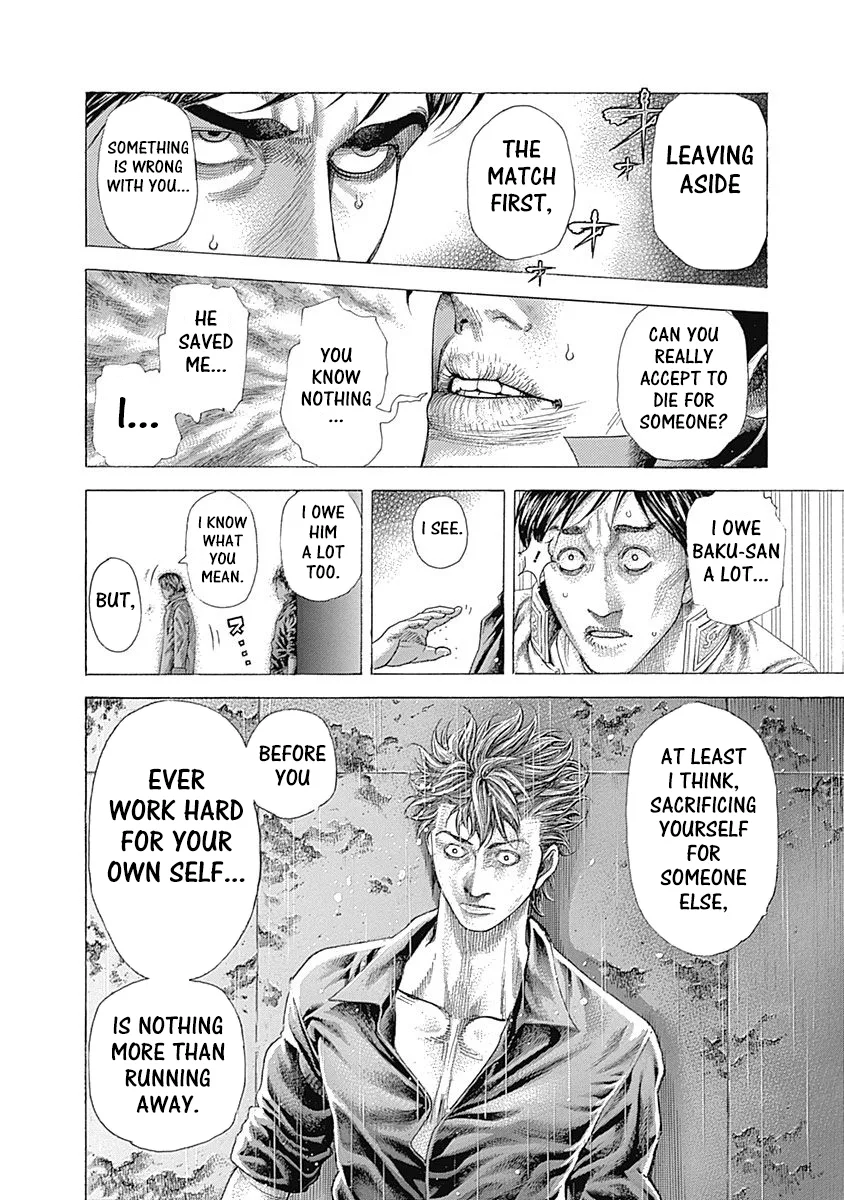 LEAVING
ASIDE
THE
MATCH
FIRST,
SOMETHING
IS WRONG
WITH YOU...
オ
オ
オ
CAN YOU
REALLY
ACCEPT TO
DIE FOR
SOMEONE?
YOU
KNOW
NOTHING
...
HE
SAVED
ME...
I...
I OWE
BAKU-SAN
A LOT...
I SEE.
I OWE
HIM
A LOT
TOO.
I KNOW
WHAT
YOU
MEAN.
BUT,
AT LEAST
I THINK,
SACRIFICING
YOURSELF
FOR
SOMEONE
ELSE,
BEFORE
YOU
EVER
WORK HARD
FOR YOUR
OWN SELF...
IS NOTHING
MORE THAN
RUNNING
AWAY.